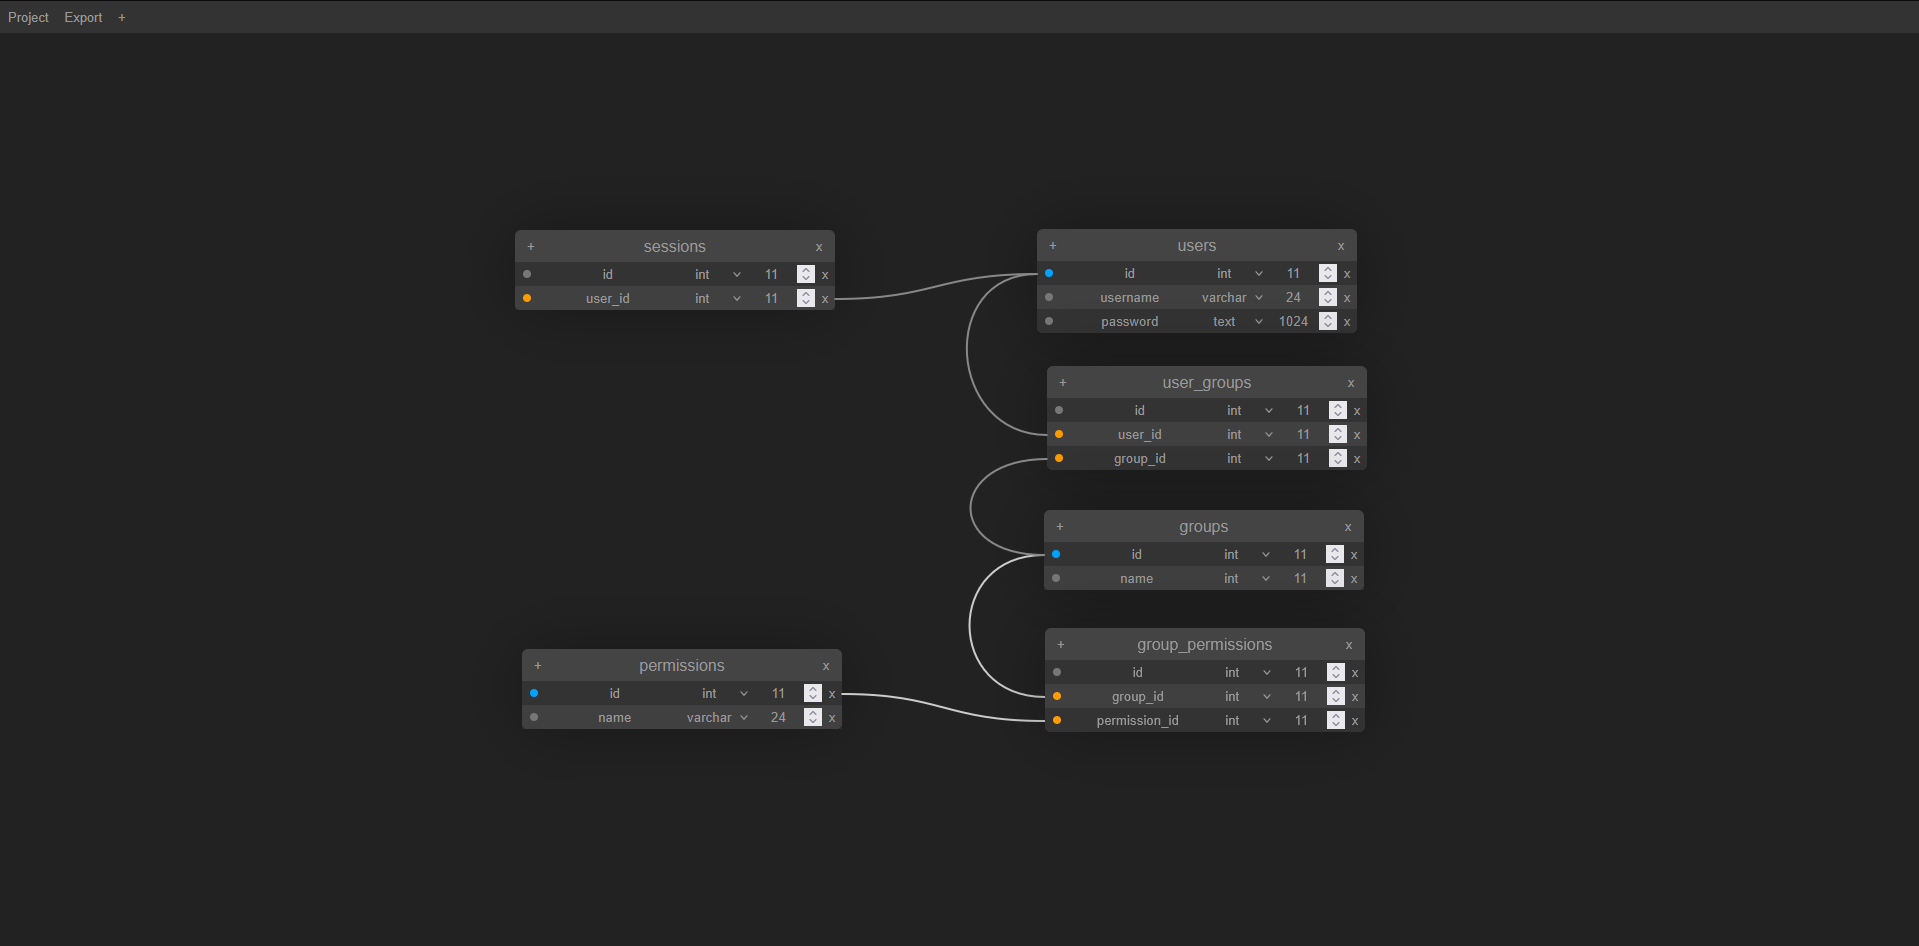 Project Export +
+ sessions x
id int 11 x
user_id int 11 x
+ users x
id int 11 x
username varchar 24 x
password text 1024 x
+ user_groups x
id int 11 x
user_id int 11 x
group_id int 11 x
+ groups x
id int 11 x
name int 11 x
+ permissions x
id int 11 x
name varchar 24 x
+ group_permissions x
id int 11 x
group_id int 11 x
permission_id int 11 x